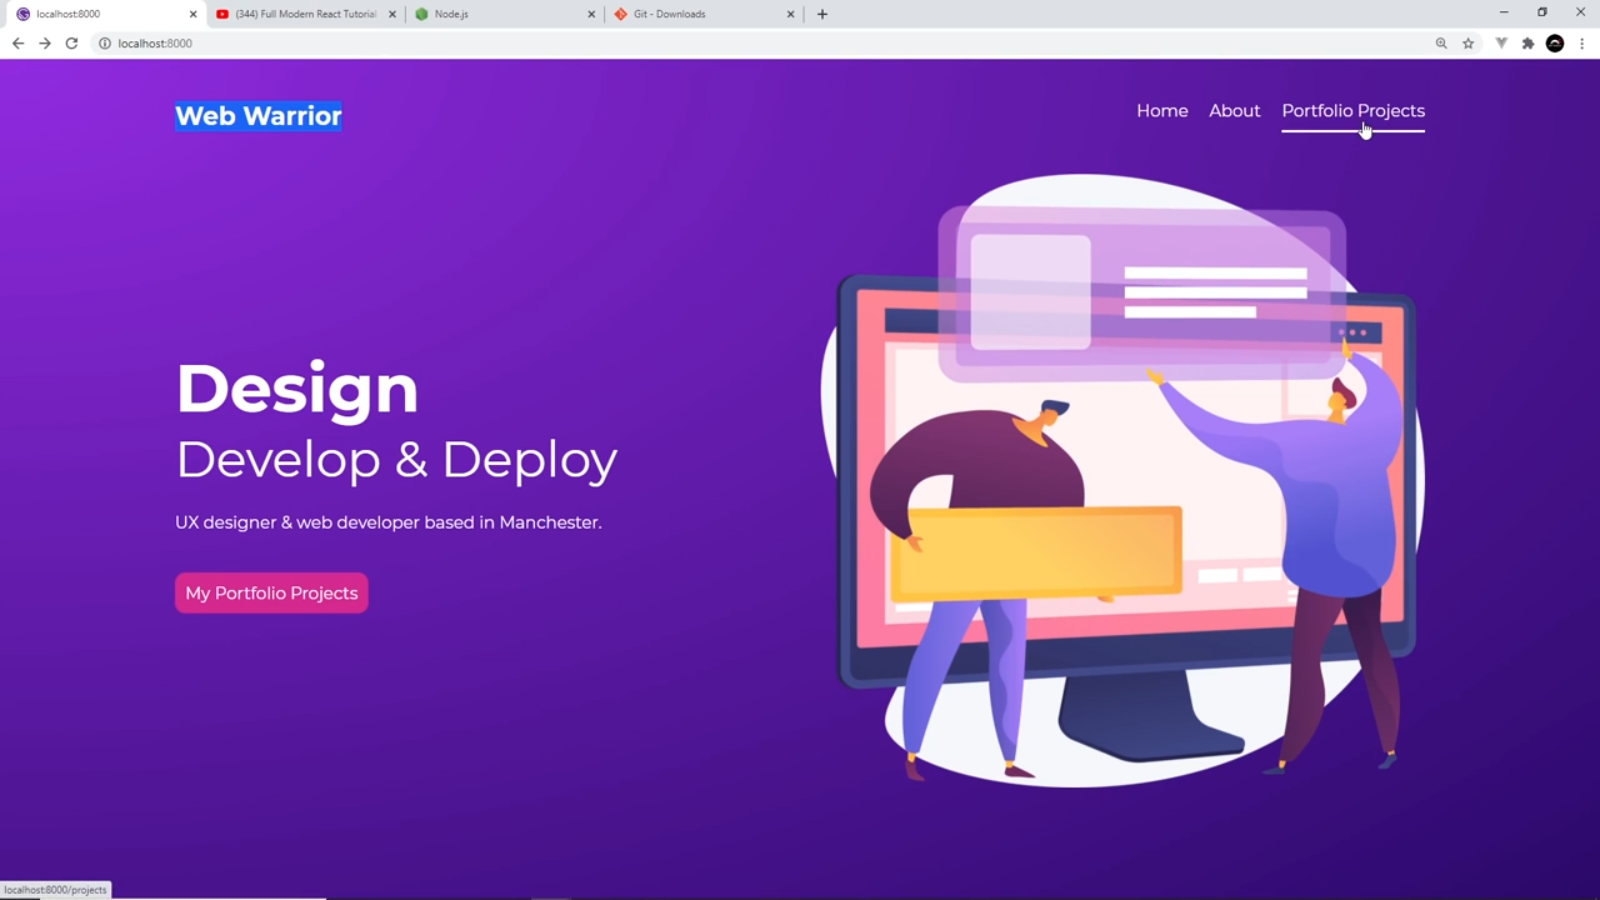 localhost:8000
(344) Full Modern React Tutorial
Node.js
Git - Downloads
localhost:8000
Web Warrior
Home About Portfolio Projects
Design
Develop & Deploy
UX designer & web developer based in Manchester.
My Portfolio Projects
localhost:8000/projects